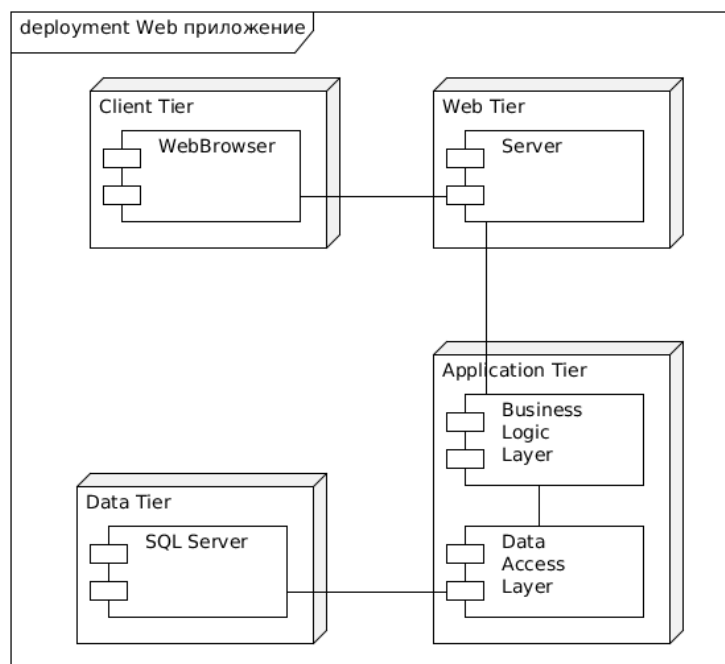 deployment Web приложение
Client Tier
WebBrowser
Web Tier
Server
Application Tier
Business
Logic
Layer
Data Tier
SQL Server
Data
Access
Layer